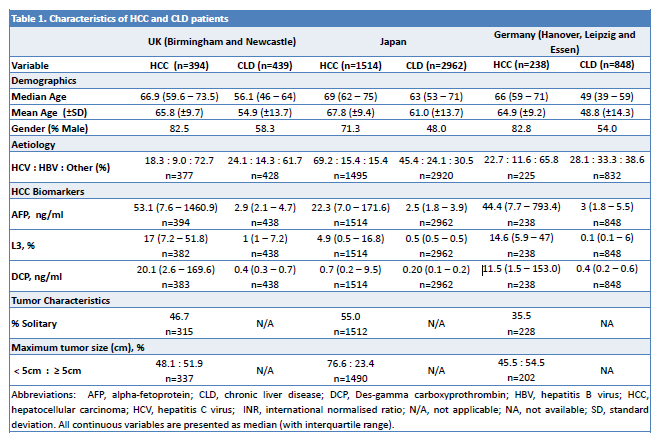 Table 1. Characteristics of HCC and CLD patients
UK (Birmingham and Newcastle) Japan Germany (Hanover, Leipzig and Essen)
Variable HCC (n=394) CLD (n=439) HCC (n=1514) CLD (n=2962) HCC (n=238) CLD (n=848)
Demographics
Median Age 66.9 (59.6 – 73.5) 56.1 (46 – 64) 69 (62 – 75) 63 (53 – 71) 66 (59 – 71) 49 (39 – 59)
Mean Age (±SD) 65.8 (±9.7) 54.9 (±13.7) 67.8 (±9.4) 61.0 (±13.7) 64.9 (±9.2) 48.8 (±14.3)
Gender (% Male) 82.5 58.3 71.3 48.0 82.8 54.0
Aetiology
HCV : HBV : Other (%) 18.3 : 9.0 : 72.7 24.1 : 14.3 : 61.7 69.2 : 15.4 : 15.4 45.4 : 24.1 : 30.5 22.7 : 11.6 : 65.8 28.1 : 33.3 : 38.6
n=377 n=428 n=1495 n=2920 n=225 n=832
HCC Biomarkers
AFP, ng/ml 53.1 (7.6 – 1460.9) 2.9 (2.1 – 4.7) 22.3 (7.0 – 171.6) 2.5 (1.8 – 3.9) 44.4 (7.7 – 793.4) 3 (1.8 – 5.5)
n=394 n=438 n=1514 n=2962 n=238 n=848
L3, % 17 (7.2 – 51.8) 1 (1 – 7.2) 4.9 (0.5 – 16.8) 0.5 (0.5 – 0.5) 14.6 (5.9 – 47) 0.1 (0.1 – 6)
n=382 n=438 n=1514 n=2962 n=238 n=848
DCP, ng/ml 20.1 (2.6 – 169.6) 0.4 (0.3 – 0.7) 0.7 (0.2 – 9.5) 0.20 (0.1 – 0.2) 11.5 (1.5 – 153.0) 0.4 (0.2 – 0.6)
n=383 n=438 n=1514 n=2962 n=238 n=848
Tumor Characteristics
% Solitary 46.7 N/A 55.0 N/A 35.5 NA
n=315 n=1512 n=228
Maximum tumor size (cm), %
< 5cm : ≥ 5cm 48.1 : 51.9 N/A 76.6 : 23.4 N/A 45.5 : 54.5 NA
n=337 n=1490 n=202
Abbreviations: AFP, alpha-fetoprotein; CLD, chronic liver disease; DCP, Des-gamma carboxyprothrombin; HBV, hepatitis B virus; HCC,
hepatocellular carcinoma; HCV, hepatitis C virus; INR, international normalised ratio; N/A, not applicable; NA, not available; SD, standard
deviation. All continuous variables are presented as median (with interquartile range).